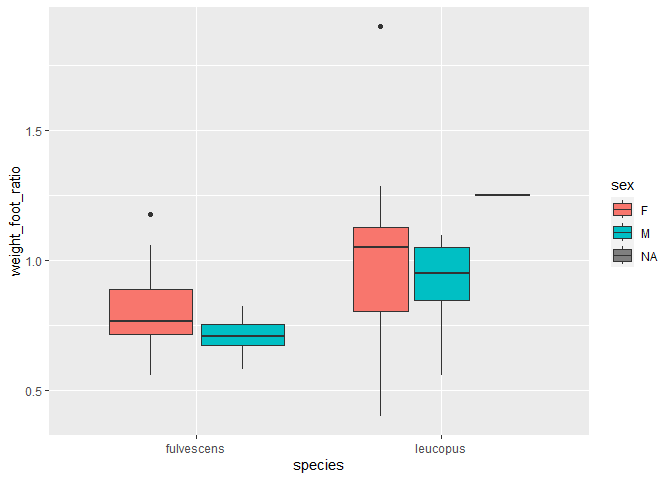 weight_foot_ratio
1.5
1.0
0.5
fulvescens
leucopus
species
sex
F
M
NA